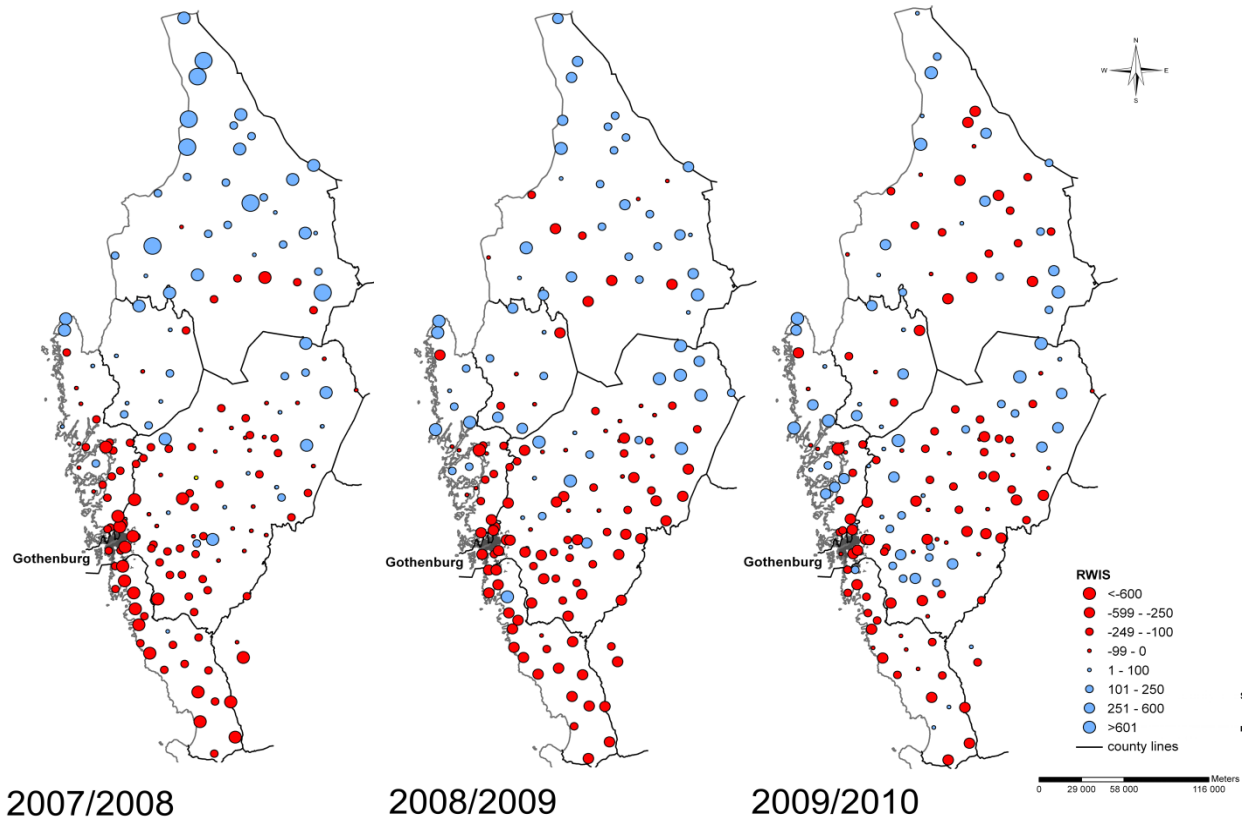 N
W E
S
Gothenburg
Gothenburg
Gothenburg
RWIS
<-600
-599 - -250
-249 - -100
-99 - 0
1 - 100
101 - 250
251 - 600
>601
county lines
Meters
0 29 000 58 000 116 000
2007/2008
2008/2009
2009/2010